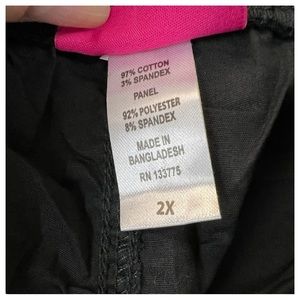 97% COTTON
3% SPANDEX
PANEL
92% POLYESTER
8% SPANDEX
MADE IN
BANGLADESH
RN 133775
2X